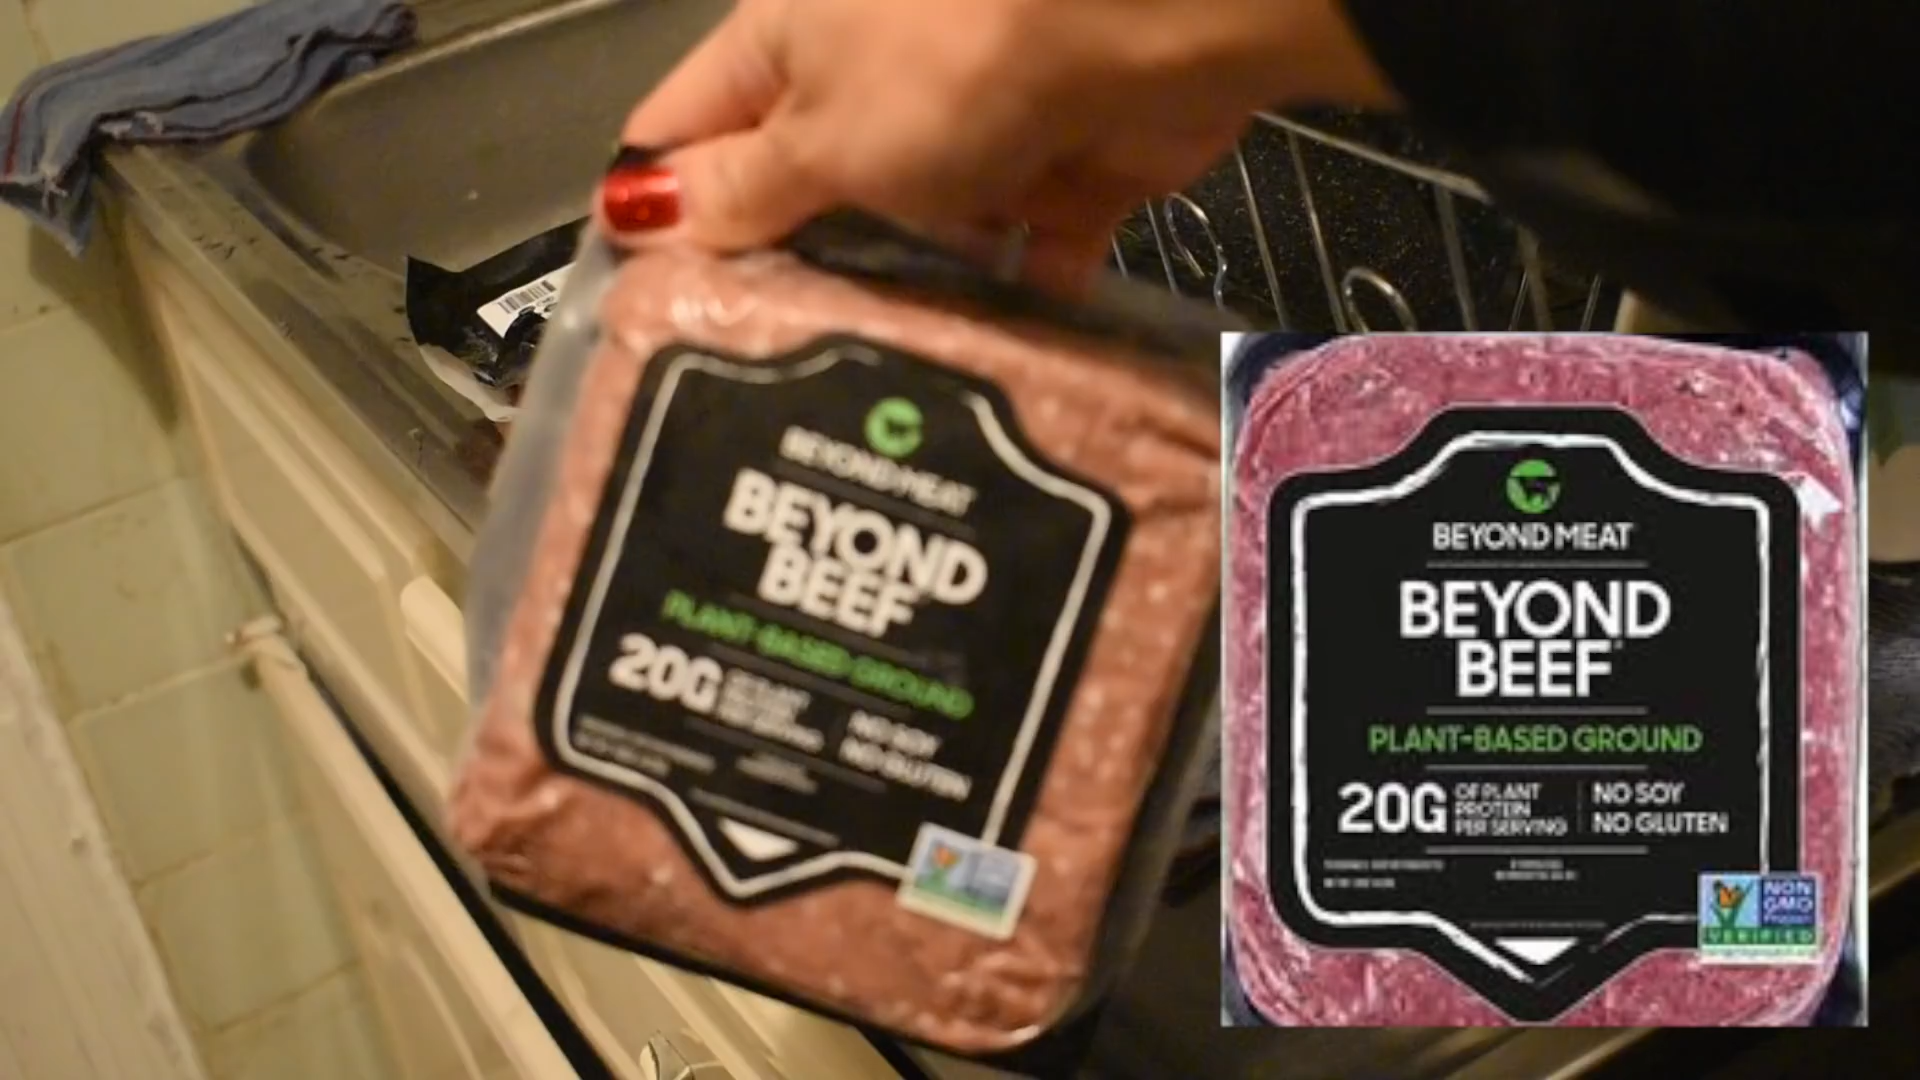 BEYOND MEAT
BEYOND
BEEF
PLANT-BASED GROUND
20G
NO SOY
NO GLUTEN
BEYOND MEAT
BEYOND
BEEF
PLANT-BASED GROUND
20G OF PLANT PROTEIN PER SERVING
NO SOY
NO GLUTEN
NON
GMO
VERIFIED